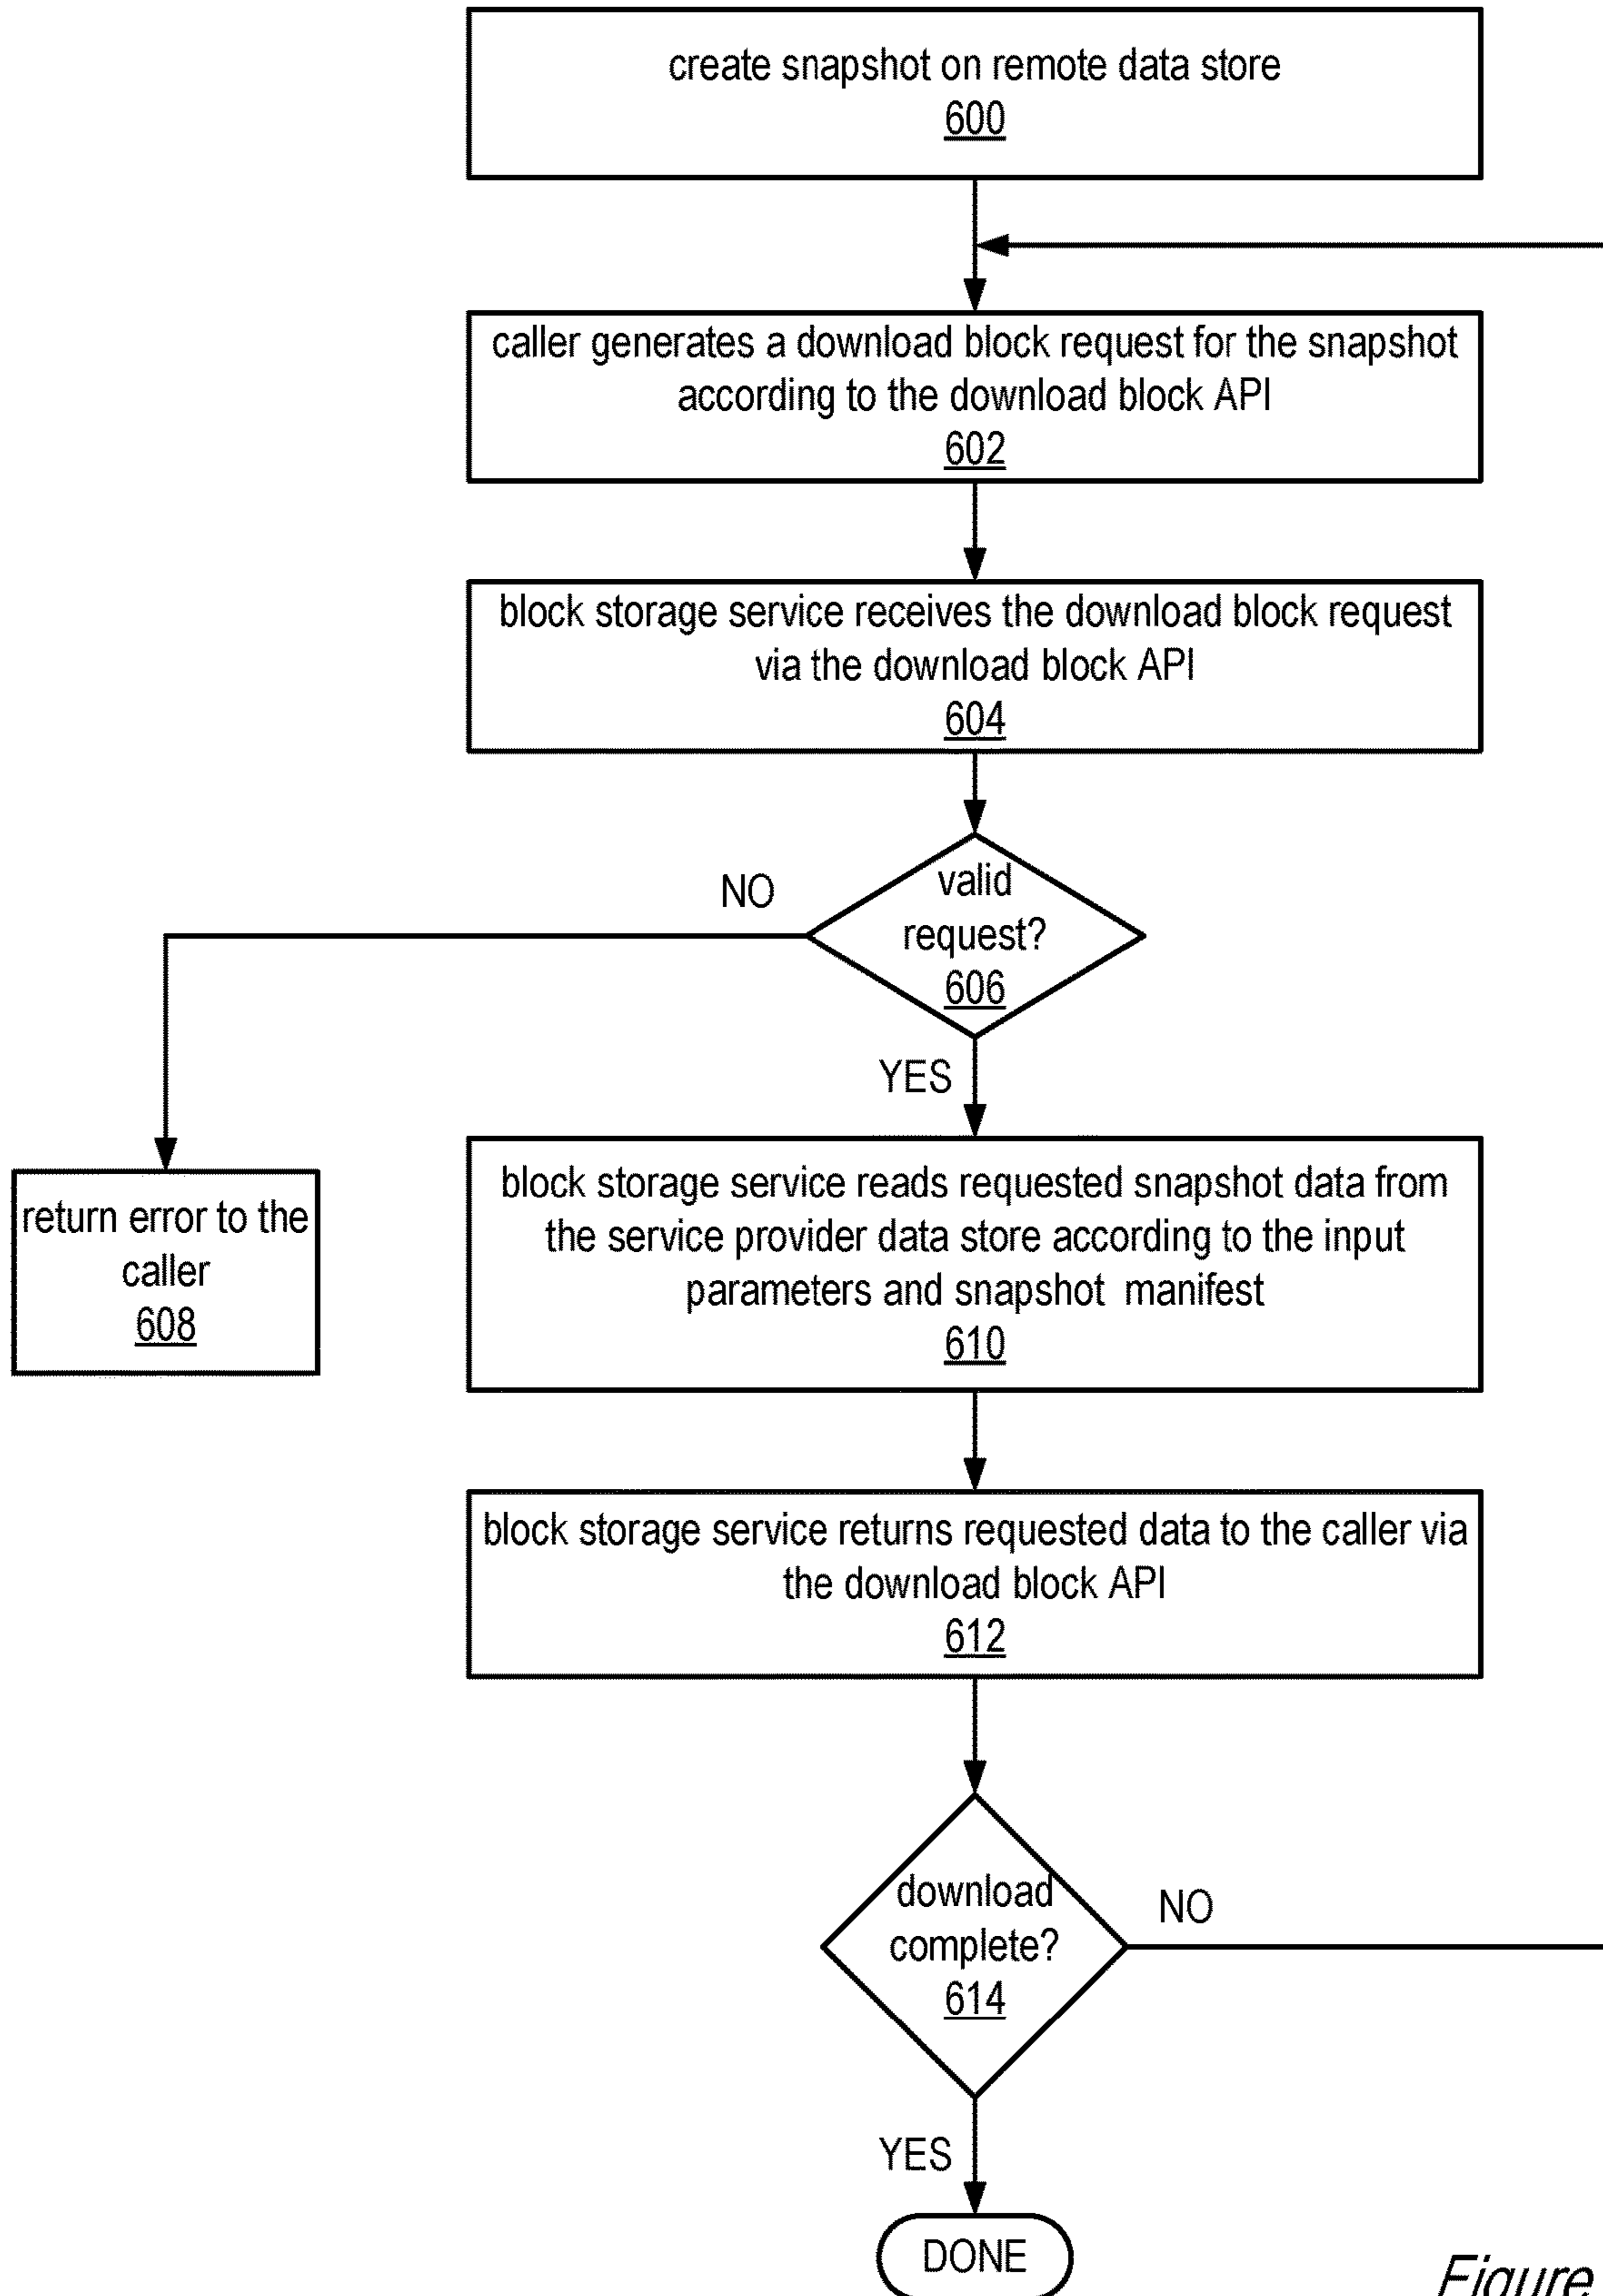 create snapshot on remote data store
600
caller generates a download block request for the snapshot
according to the download block API
602
block storage service receives the download block request
via the download block API
604
valid
request?
606
NO
YES
return error to the
caller
608
block storage service reads requested snapshot data from
the service provider data store according to the input
parameters and snapshot manifest
610
block storage service returns requested data to the caller via
the download block API
612
download
complete?
614
NO
YES
DONE
Figure